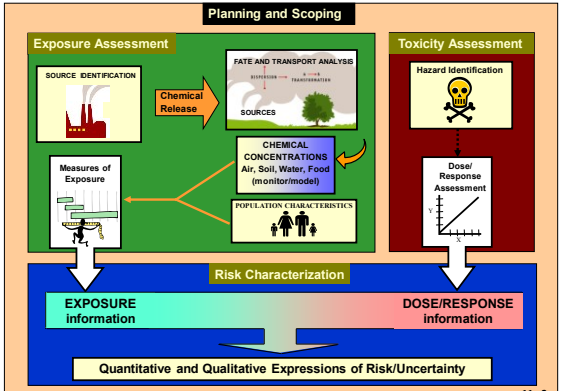 Planning and Scoping
Exposure Assessment
SOURCE IDENTIFICATION
Chemical
Release
FATE AND TRANSPORT ANALYSIS
DISPERSION
TRANSFORMATION
SOURCES
CHEMICAL
CONCENTRATIONS
Air, Soil, Water, Food
(monitor/model)
POPULATION CHARACTERISTICS
Measures of
Exposure
Toxicity Assessment
Hazard Identification
Dose/
Response
Assessment
Y
X
Risk Characterization
EXPOSURE
information
DOSE/RESPONSE
information
Quantitative and Qualitative Expressions of Risk/Uncertainty